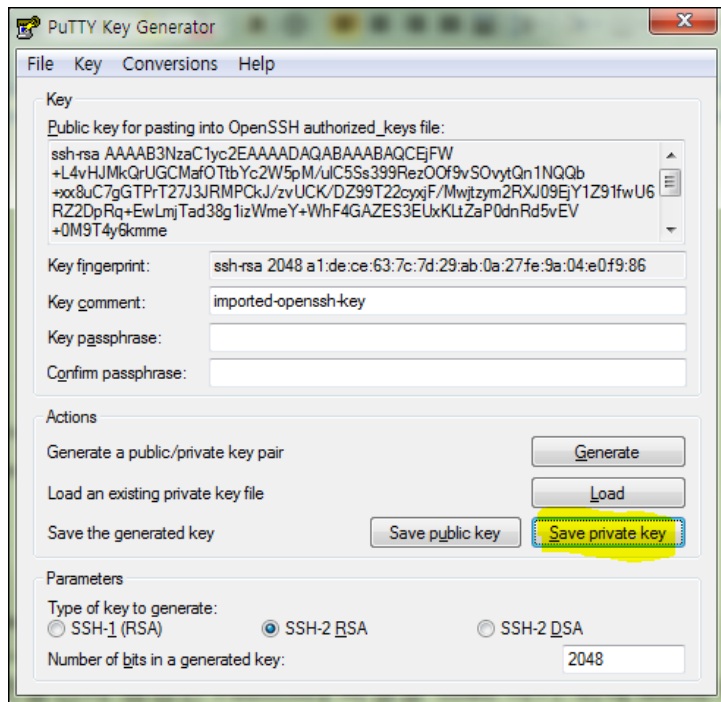 PuTTY Key Generator
File Key Conversions Help
Key
Public key for pasting into OpenSSH authorized_keys file:
ssh-rsa AAAAB3NzaC1yc2EAAAADAQABAAABAQCEjFW
+L4vHJMkQrUGCMafOTtbYc2W5pM/uIC5Ss399RezOOf9vSOvytQn1NQQb
+xx8uC7gGTPrT27J3JRMPCkJ/zvUCK/DZ99T22cyxjF/Mwjtzym2RXJ09EjY1Z91fwU6
RZ2DpRq+EwLmjTad38g1izWmeY+WhF4GAZES3EUxKLtZaP0dnRd5vEV
+0M9T4y6kmme
Key fingerprint: ssh-rsa 2048 a1:de:ce:63:7c:7d:29:ab:0a:27:fe:9a:04:e0:f9:86
Key comment: imported-openssh-key
Key passphrase:
Confirm passphrase:
Actions
Generate a public/private key pair Generate
Load an existing private key file Load
Save the generated key Save public key Save private key
Parameters
Type of key to generate:
SSH-1 (RSA) SSH-2 RSA SSH-2 DSA
Number of bits in a generated key: 2048